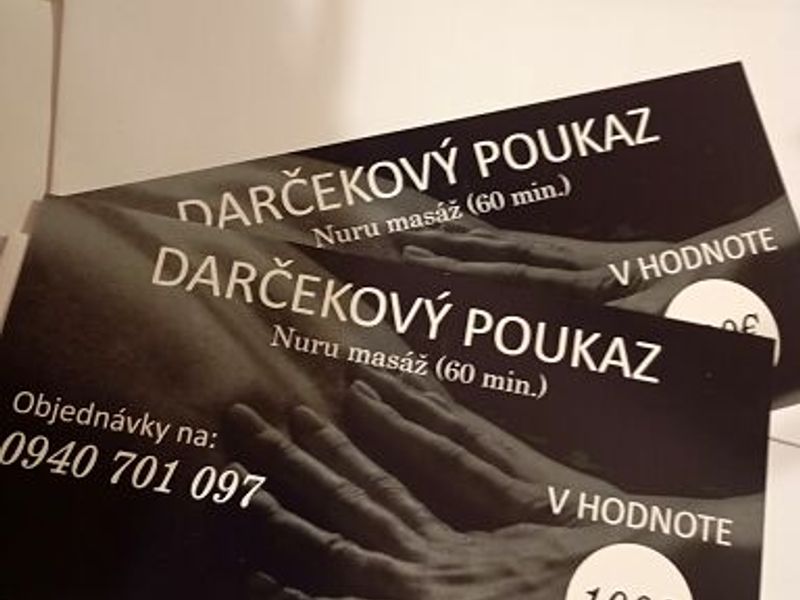 DARČEKOVÝ POUKAZ
Nuru masáž (60 min.)
V HODNOTE
DARČEKOVÝ POUKAZ
Nuru masáž (60 min.)
Objednávky na:
0940 701 097
V HODNOTE